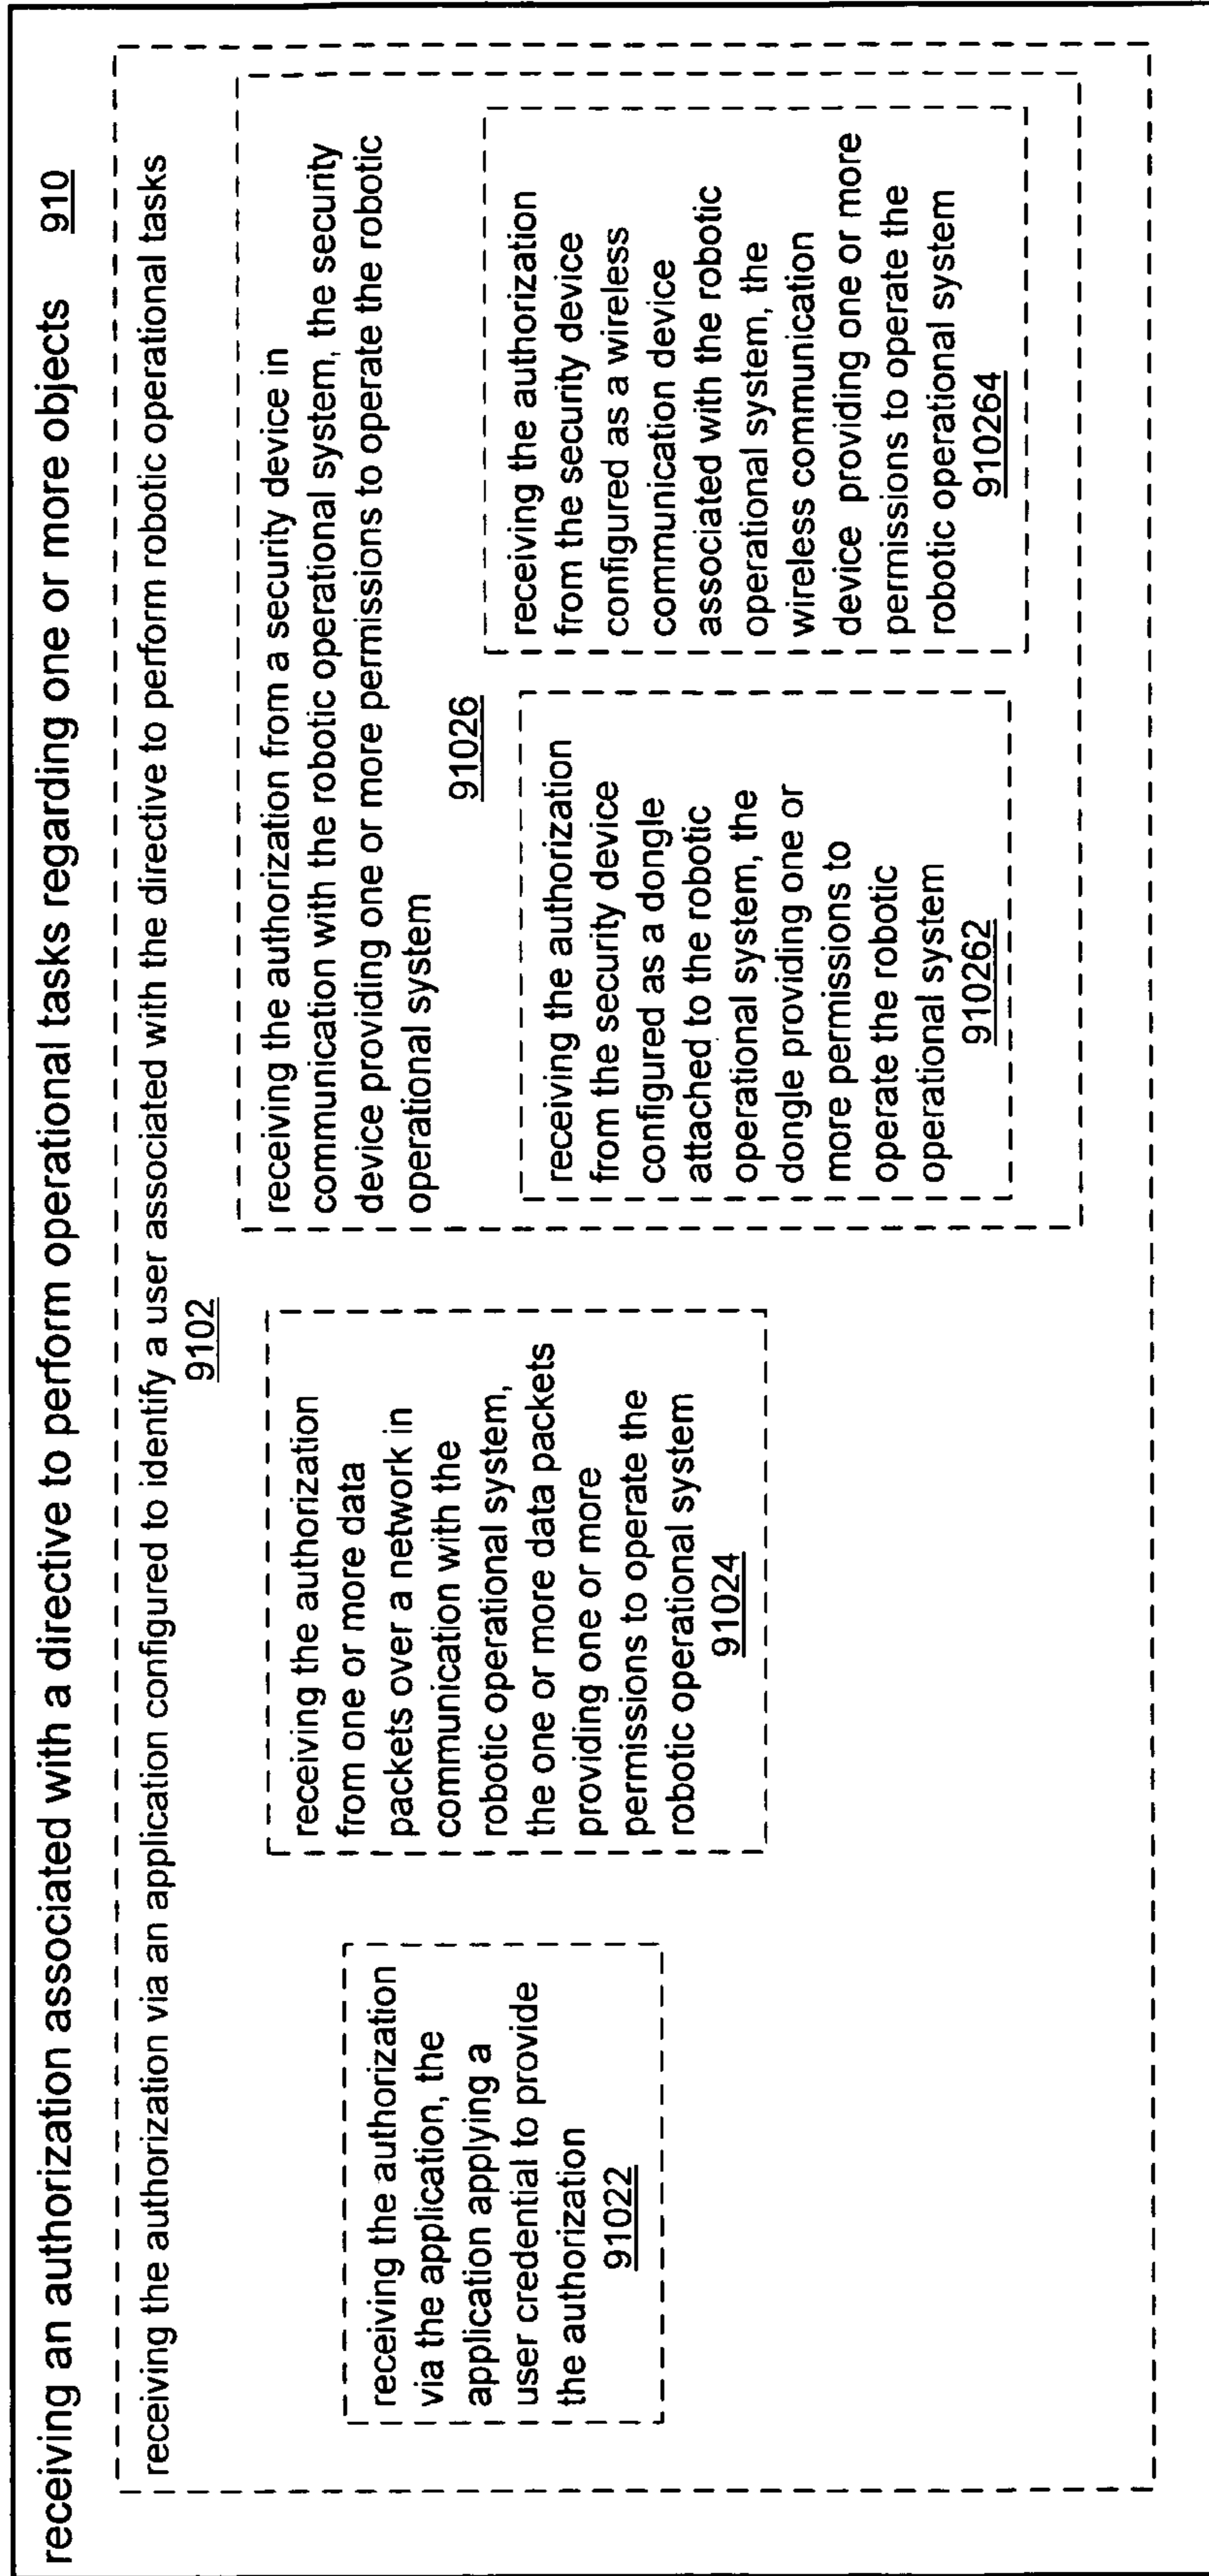 receiving an authorization associated with a directive to perform operational tasks regarding one or more objects 910
receiving the authorization via an application configured to identify a user associated with the directive to perform robotic operational tasks
9102
receiving the authorization
via the application, the
application applying a
user credential to provide
the authorization
91022
receiving the authorization
from one or more data
packets over a network in
communication with the
robotic operational system,
the one or more data packets
providing one or more
permissions to operate the
robotic operational system
91024
receiving the authorization from a security device in
communication with the robotic operational system, the security
device providing one or more permissions to operate the robotic
operational system
91026
receiving the authorization
from the security device
configured as a dongle
attached to the robotic
operational system, the
dongle providing one or
more permissions to
operate the robotic
operational system
910262
receiving the authorization
from the security device
configured as a wireless
communication device
associated with the robotic
operational system, the
wireless communication
device providing one or more
permissions to operate the
robotic operational system
910264